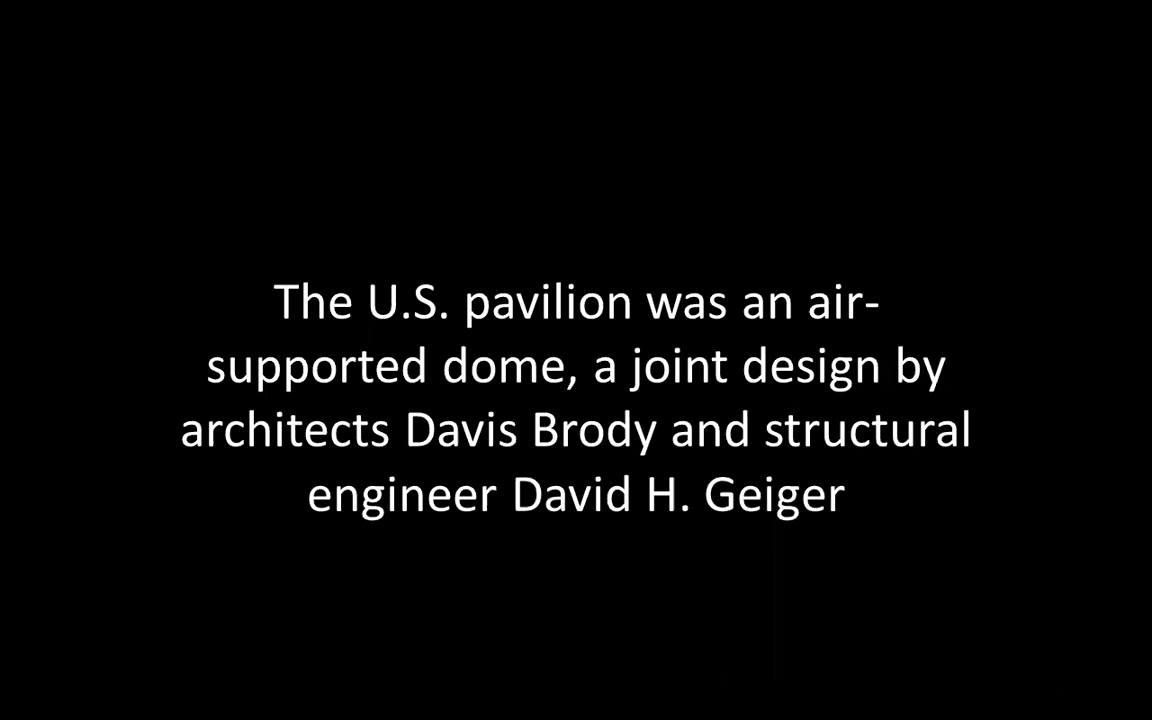 The U.S. pavilion was an air-
supported dome, a joint design by
architects Davis Brody and structural
engineer David H. Geiger